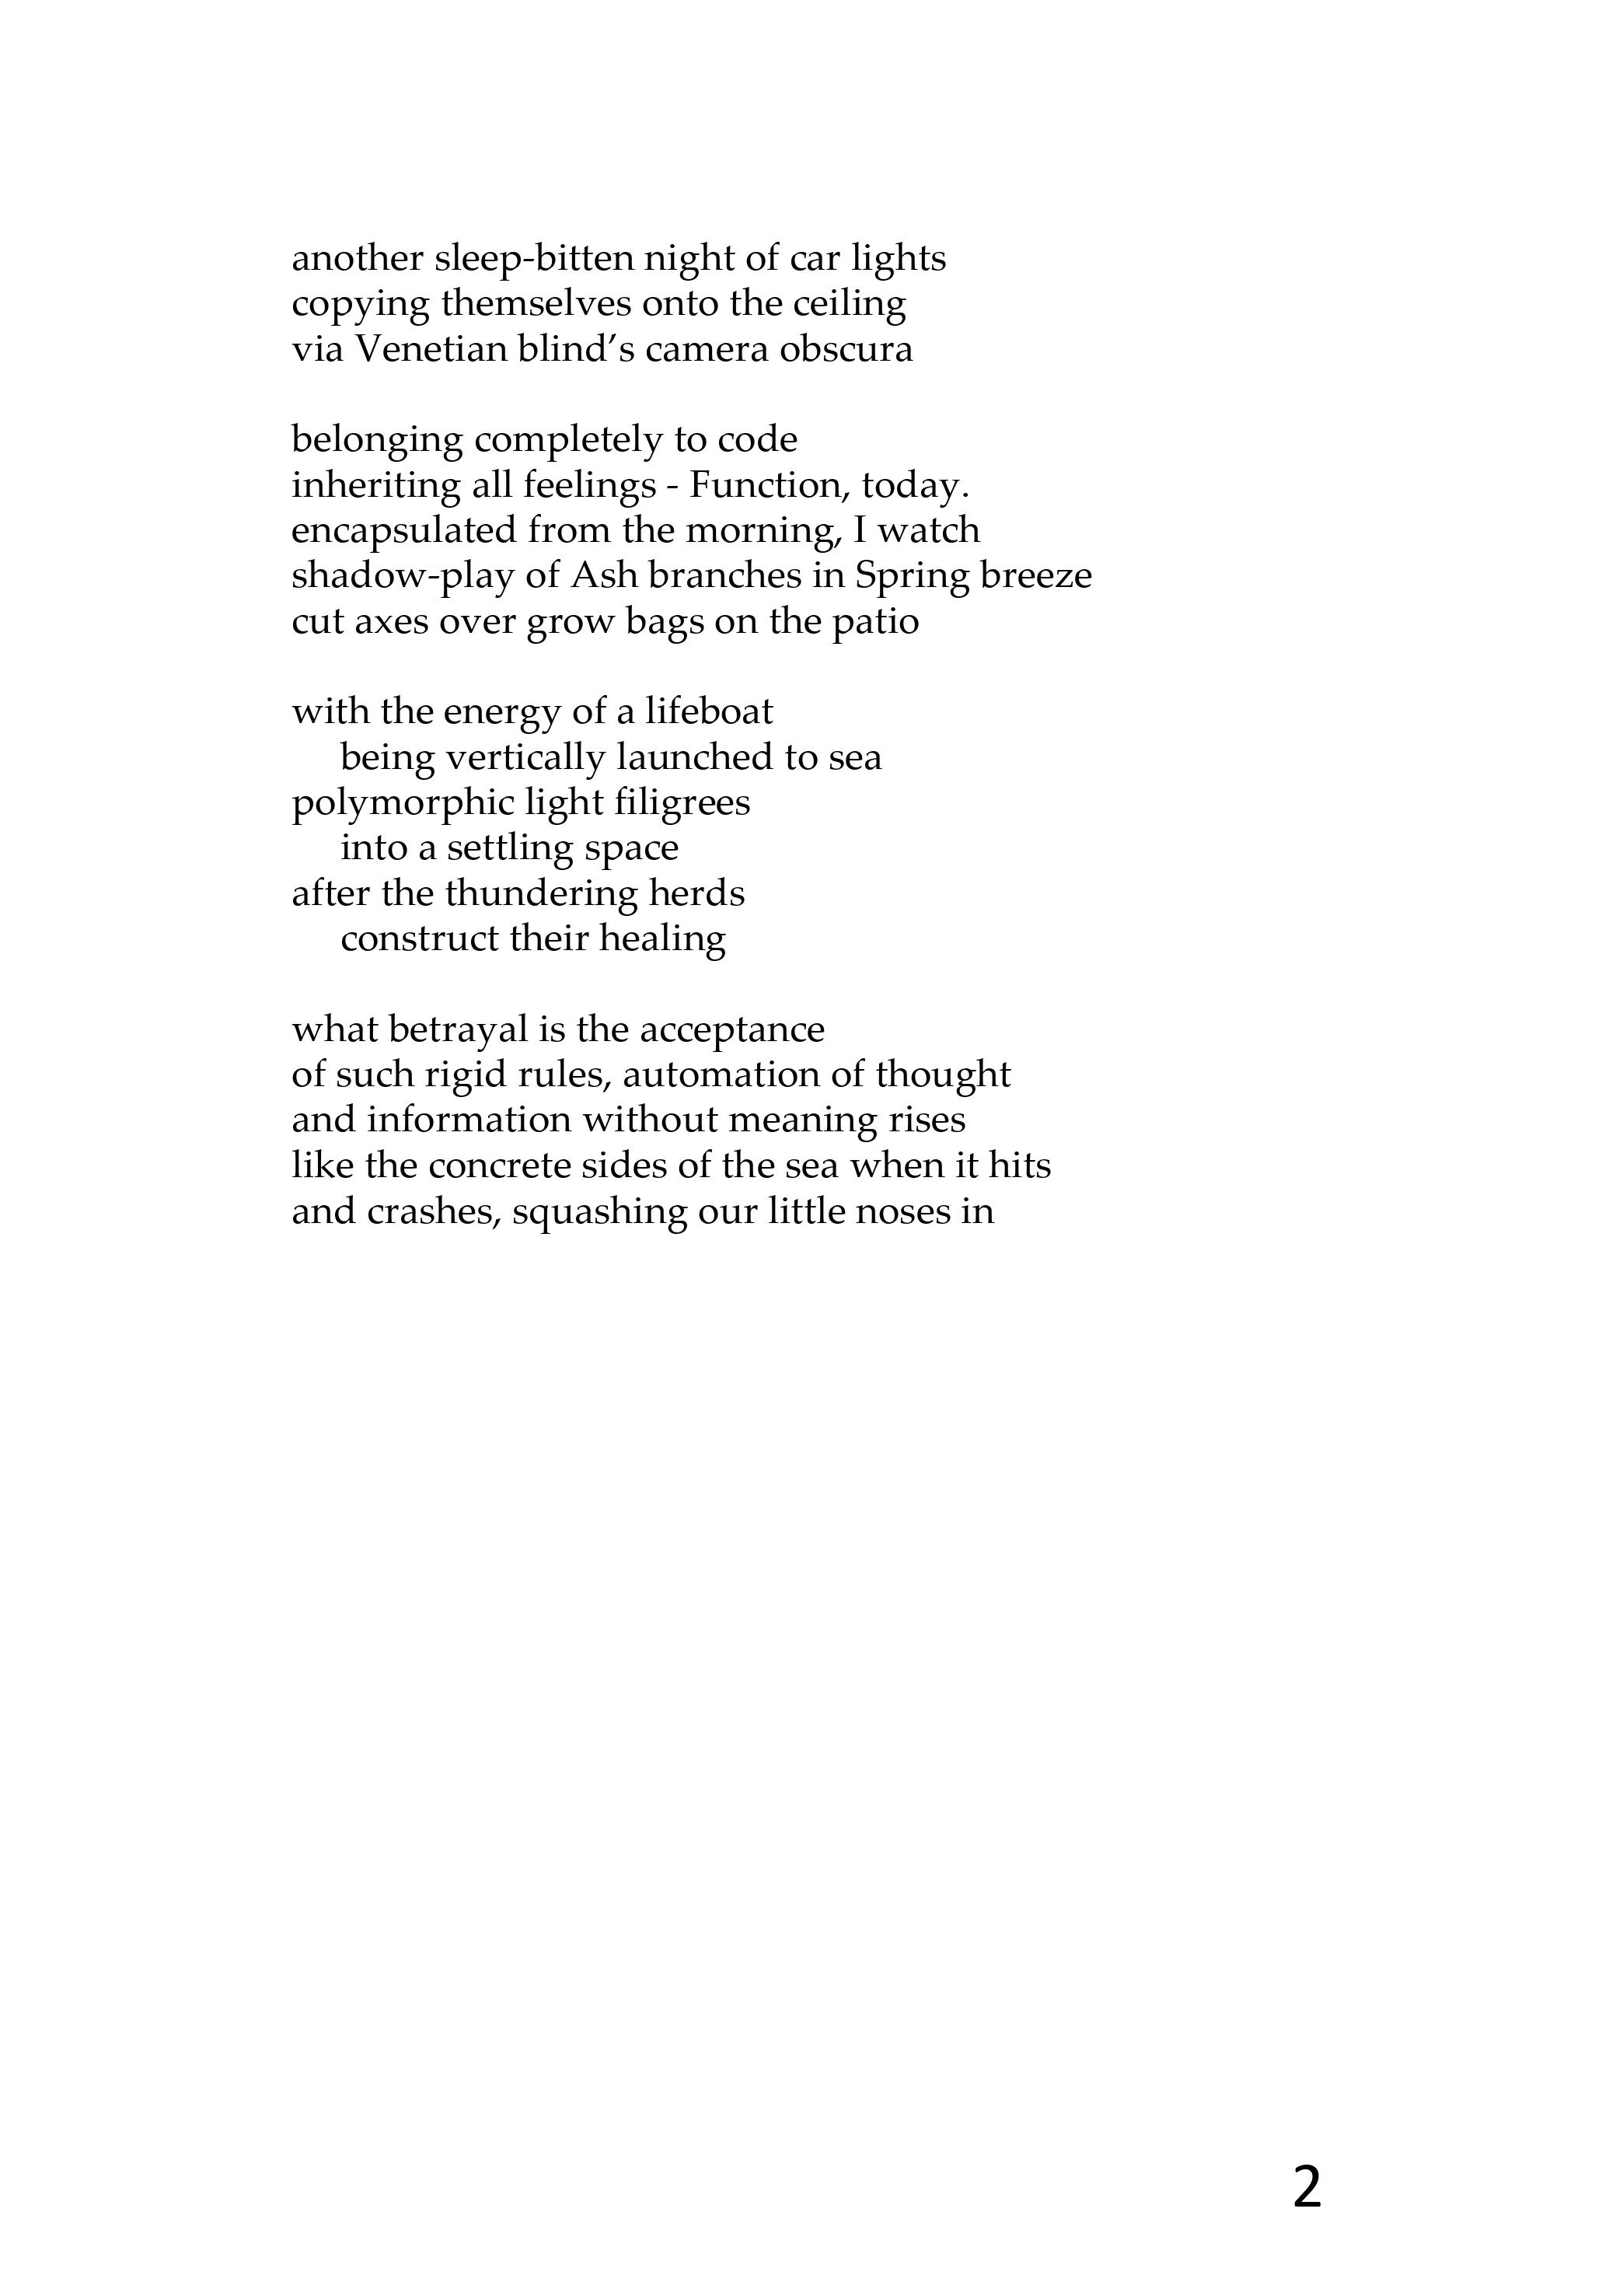 another sleep-bitten night of car lights
copying themselves onto the ceiling
via Venetian blind’s camera obscura

belonging completely to code
inheriting all feelings - Function, today.
encapsulated from the morning, I watch
shadow-play of Ash branches in Spring breeze
cut axes over grow bags on the patio

with the energy of a lifeboat
being vertically launched to sea
polymorphic light filigrees
into a settling space
after the thundering herds
construct their healing

what betrayal is the acceptance
of such rigid rules, automation of thought
and information without meaning rises
like the concrete sides of the sea when it hits
and crashes, squashing our little noses in

2